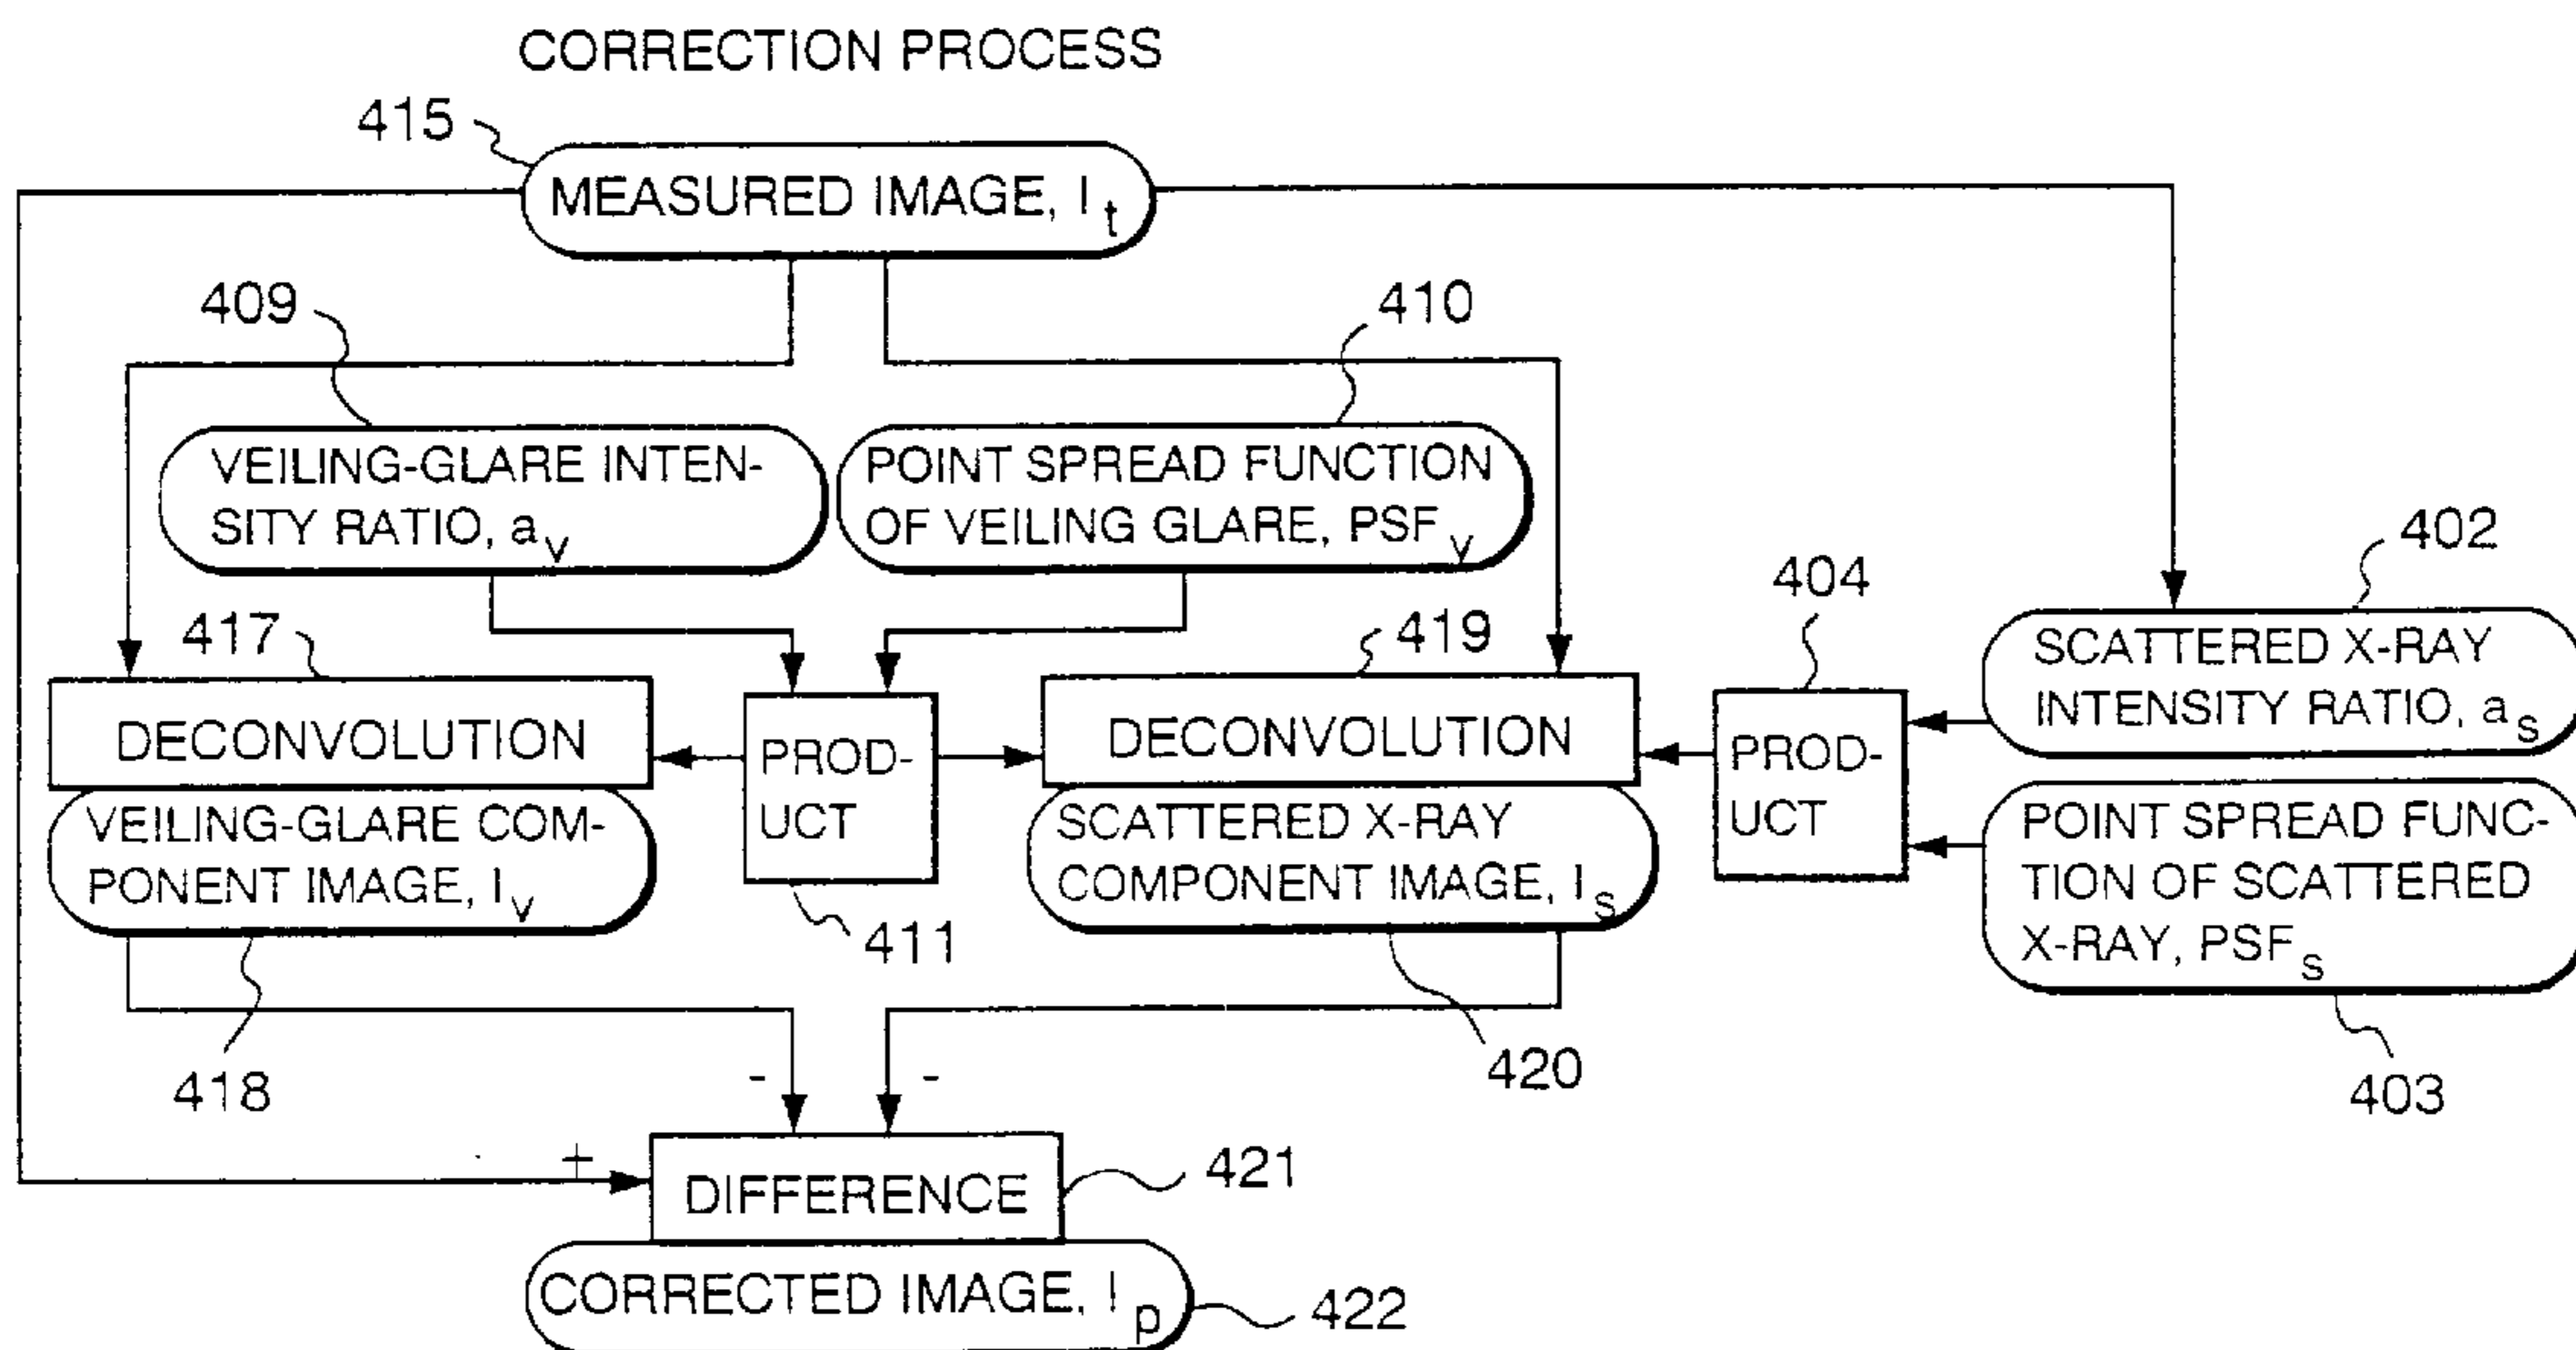 CORRECTION PROCESS
415
MEASURED IMAGE, I t
409
410
VEILING-GLARE INTEN-
SITY RATIO, a v
POINT SPREAD FUNCTION
OF VEILING GLARE, PSF v
402
404
SCATTERED X-RAY
INTENSITY RATIO, a s
417
419
DECONVOLUTION
PROD-
UCT
DECONVOLUTION
PROD-
UCT
VEILING-GLARE COM-
PONENT IMAGE, I v
SCATTERED X-RAY
COMPONENT IMAGE, I s
POINT SPREAD FUNC-
TION OF SCATTERED
X-RAY, PSF s
411
418
420
403
- -
+
DIFFERENCE
421
CORRECTED IMAGE, I p
422